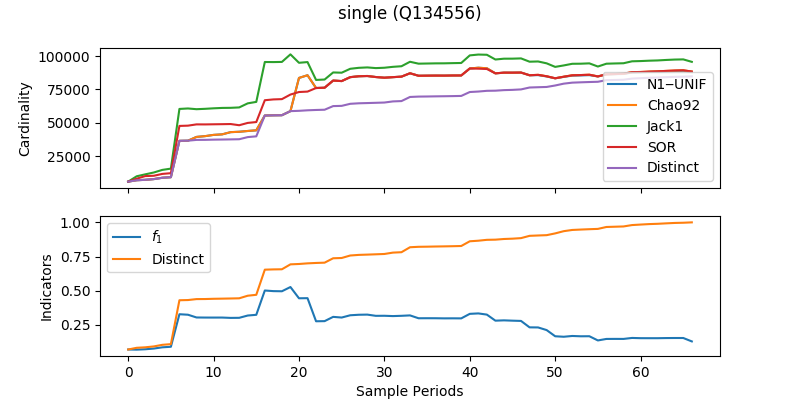 single (Q134556)
100000
75000
50000
25000
Cardinality
N1‒UNIF
Chao92
Jack1
SOR
Distinct
1.00
0.75
0.50
0.25
Indicators
f₁
Distinct
0 10 20 30 40 50 60
Sample Periods